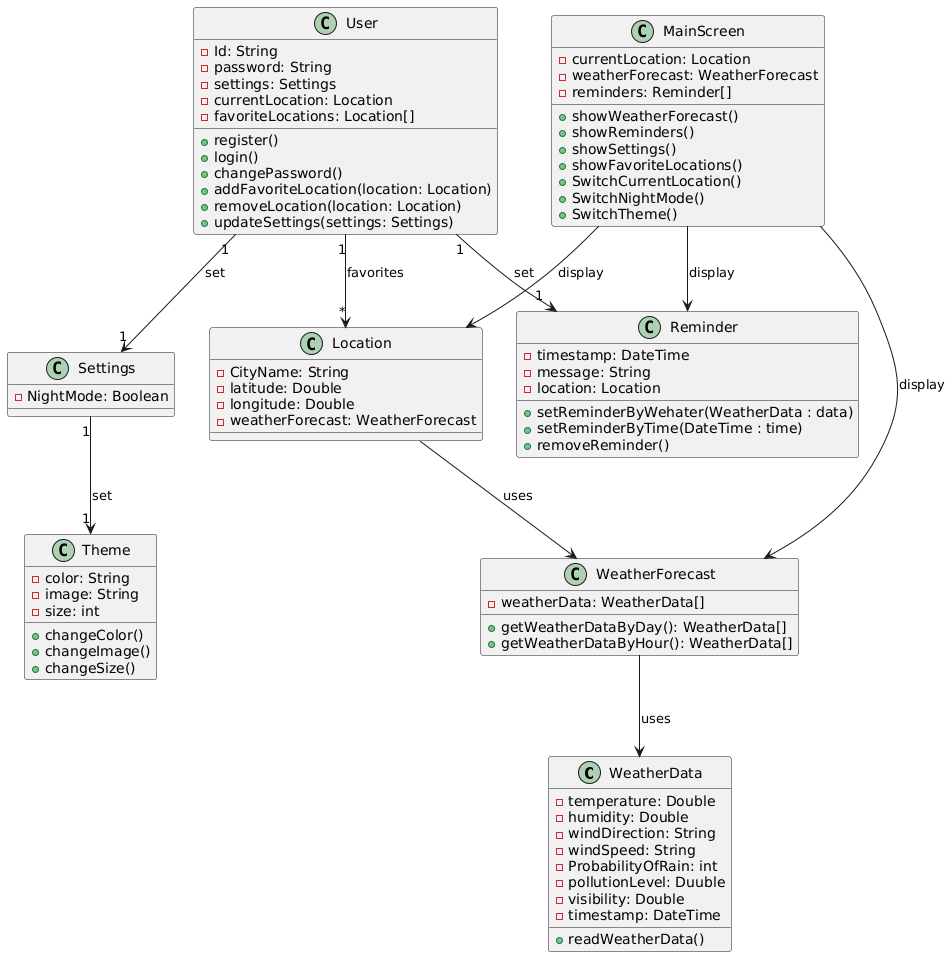 C User
Id: String
password: String
settings: Settings
currentLocation: Location
favoriteLocations: Location[]
register()
login()
changePassword()
addFavoriteLocation(location: Location)
removeLocation(location: Location)
updateSettings(settings: Settings)
C MainScreen
currentLocation: Location
weatherForecast: WeatherForecast
reminders: Reminder[]
showWeatherForecast()
showReminders()
showSettings()
showFavoriteLocations()
SwitchCurrentLocation()
SwitchNightMode()
SwitchTheme()
1
set
1
1
favorites
*
1
set
1
display
display
display
C Settings
NightMode: Boolean
C Location
CityName: String
latitude: Double
longitude: Double
weatherForecast: WeatherForecast
C Reminder
timestamp: DateTime
message: String
location: Location
setReminderByWehater(WeatherData : data)
setReminderByTime(DateTime : time)
removeReminder()
1
set
1
uses
C Theme
color: String
image: String
size: int
changeColor()
changeImage()
changeSize()
C WeatherForecast
weatherData: WeatherData[]
getWeatherDataByDay(): WeatherData[]
getWeatherDataByHour(): WeatherData[]
uses
C WeatherData
temperature: Double
humidity: Double
windDirection: String
windSpeed: String
ProbabilityOfRain: int
pollutionLevel: Duuble
visibility: Double
timestamp: DateTime
readWeatherData()